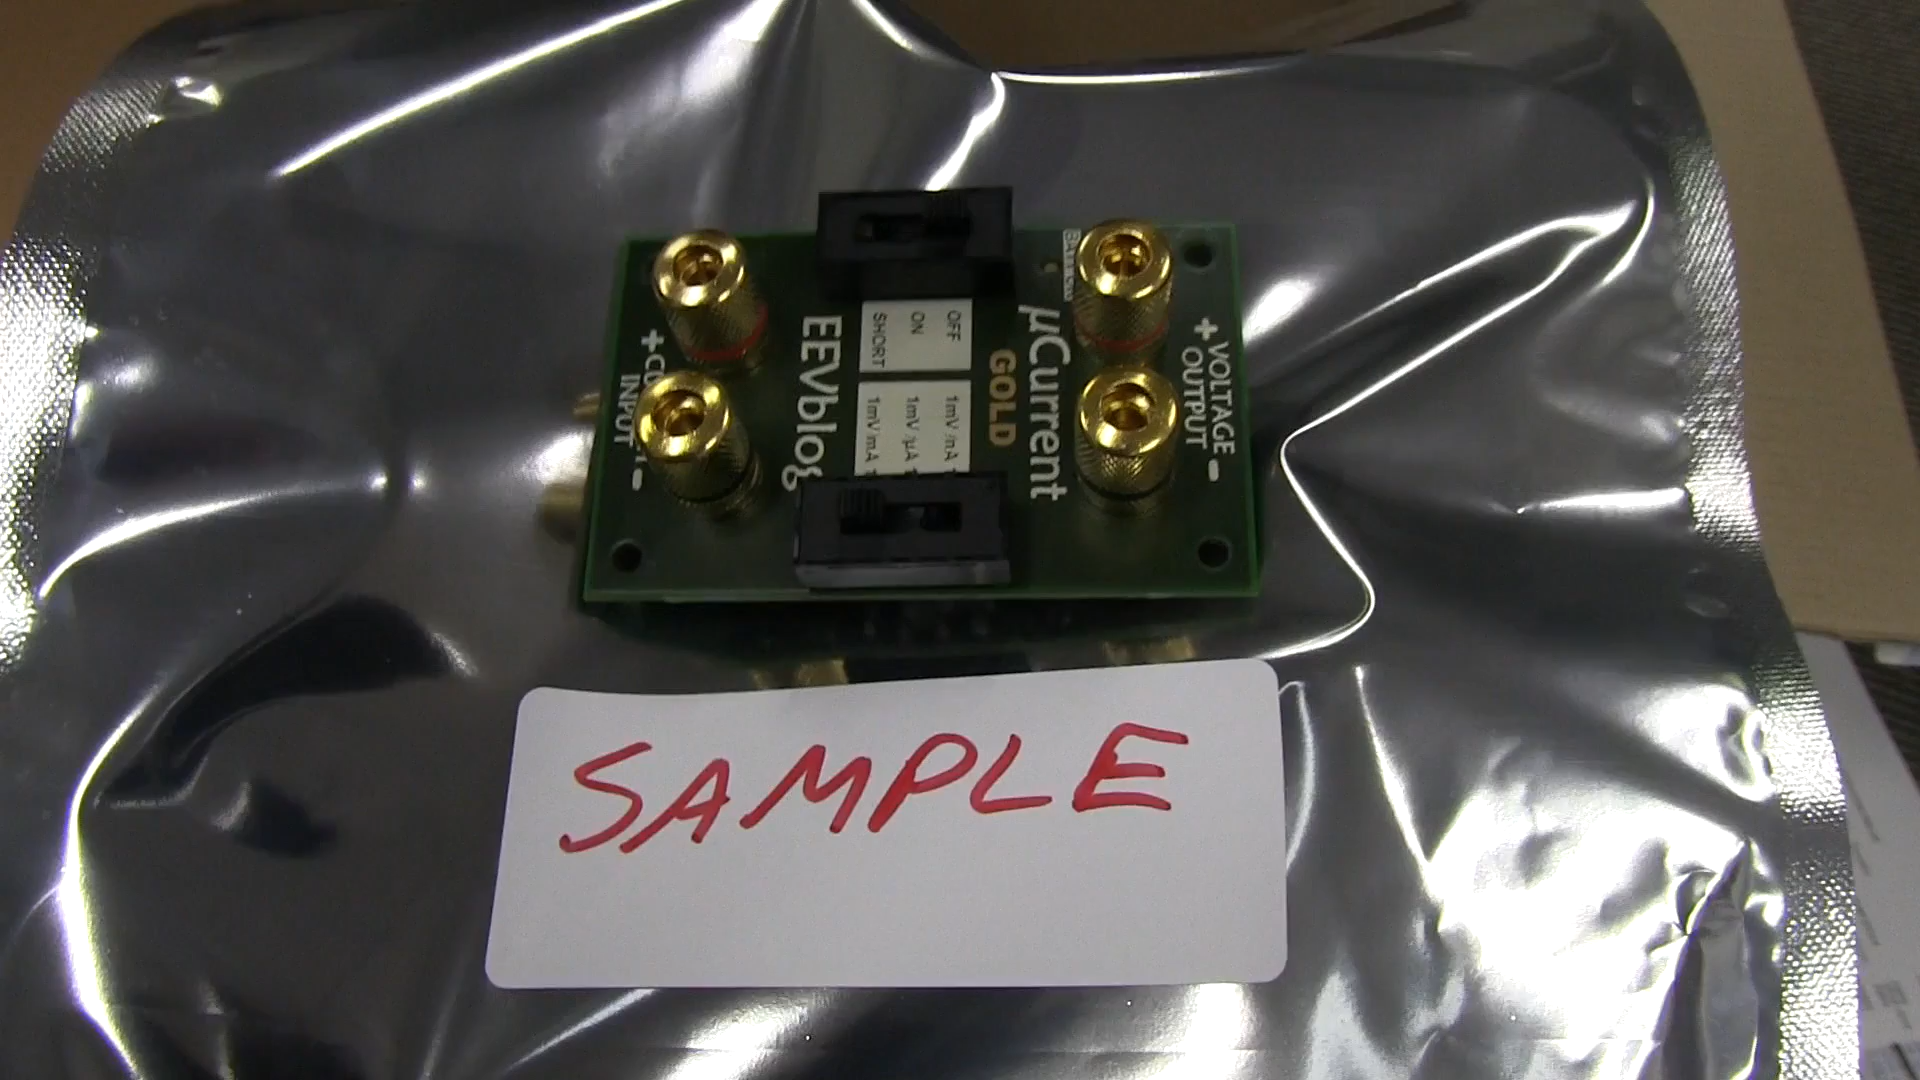 µCurrent
GOLD
EEVblog
OFF
ON
SHORT
1mV/nA
1mV/µA
1mV/mA
+ VOLTAGE -
OUTPUT
+
INPUT
-
SAMPLE